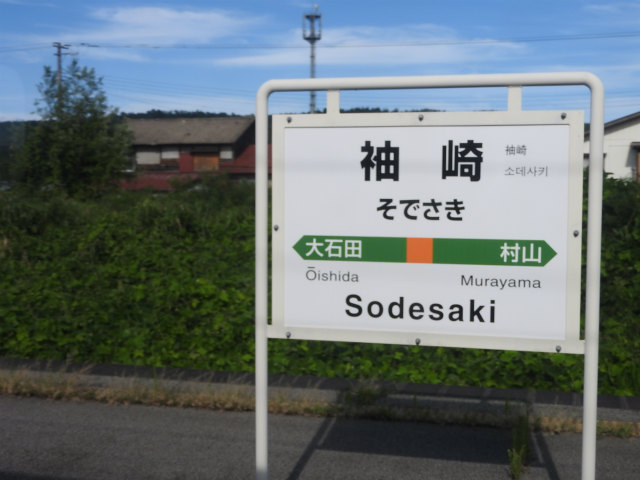 袖崎
袖崎
소데사키
そでさき
大石田 村山
Ōishida Murayama
Sodesaki